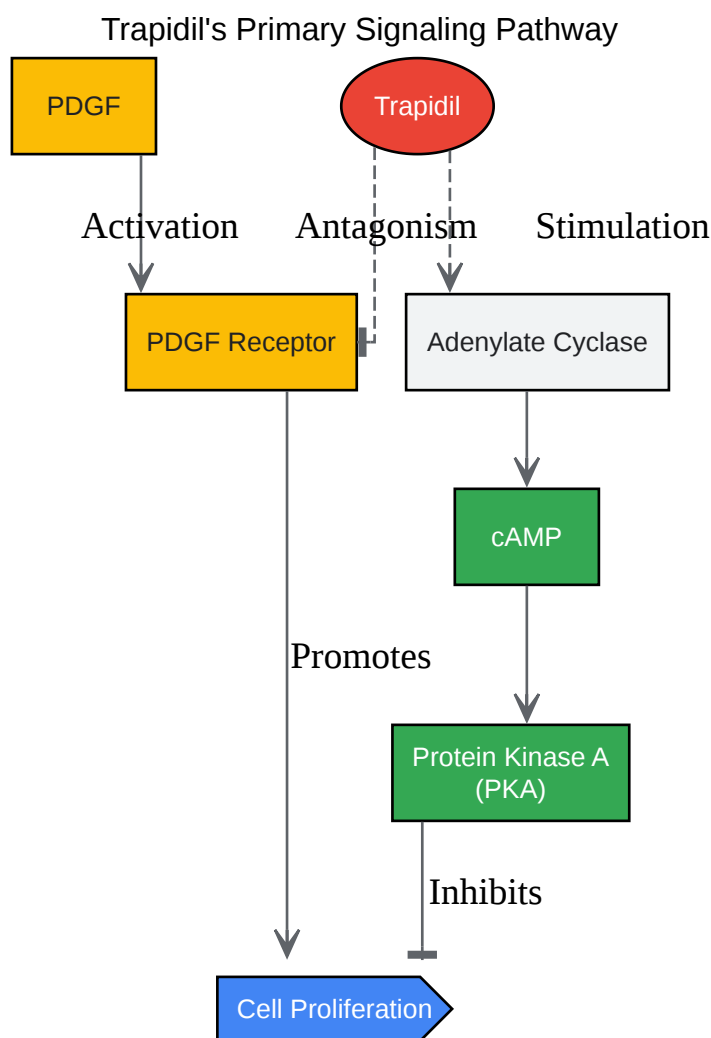 Trapidil's Primary Signaling Pathway
PDGF
Trapidil
Activation
Antagonism
Stimulation
PDGF Receptor
Adenylate Cyclase
cAMP
Promotes
Protein Kinase A
(PKA)
Inhibits
Cell Proliferation